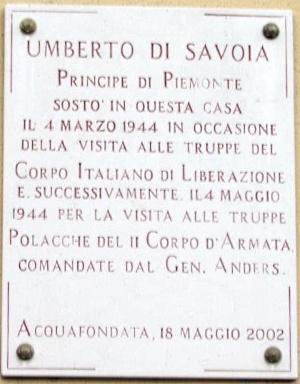 UMBERTO DI SAVOIA
PRINCIPE DI PIEMONTE
SOSTO' IN QUESTA CASA
IL 4 MARZO 1944 IN OCCASIONE
DELLA VISITA ALLE TRUPPE DEL
CORPO ITALIANO DI LIBERAZIONE
E, SUCCESSIVAMENTE, IL 4 MAGGIO
1944 PER LA VISITA ALLE TRUPPE
POLACCHE DEL II CORPO D'ARMATA
COMANDATE DAL GEN. ANDERS.
ACQUAFONDATA, 18 MAGGIO 2002